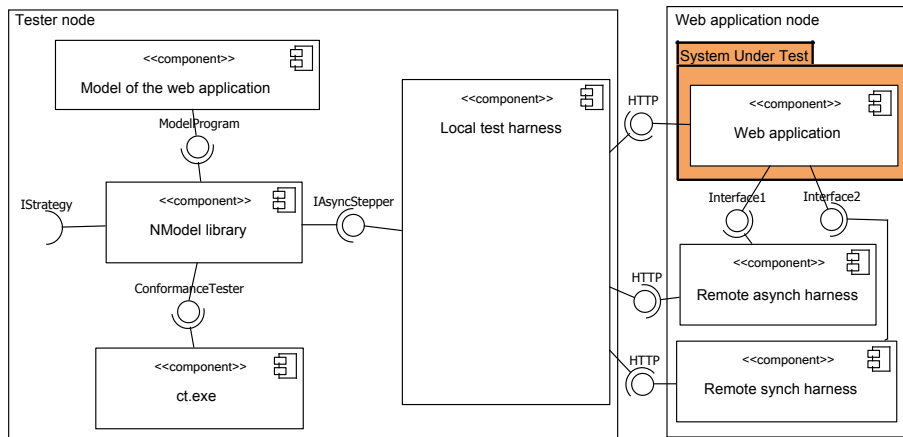 Tester node
<<component>>
Model of the web application
ModelProgram
IStrategy
<<component>>
NModel library
IAsyncStepper
ConformanceTester
<<component>>
ct.exe
<<component>>
Local test harness
HTTP
HTTP
HTTP
Web application node
System Under Test
<<component>>
Web application
Interface1
Interface2
<<component>>
Remote asynch harness
<<component>>
Remote synch harness